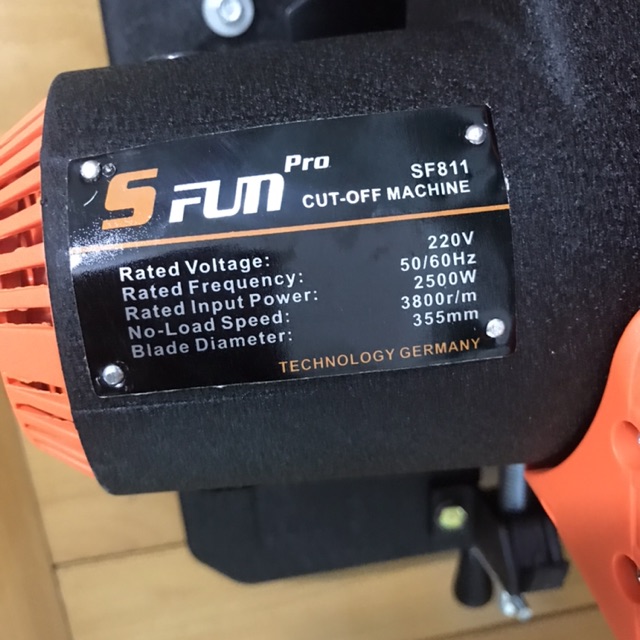 S FUN Pro
SF811
CUT-OFF MACHINE
Rated Voltage: 220V
Rated Frequency: 50/60Hz
Rated Input Power: 2500W
No-Load Speed: 3800r/m
Blade Diameter: 355mm
TECHNOLOGY GERMANY